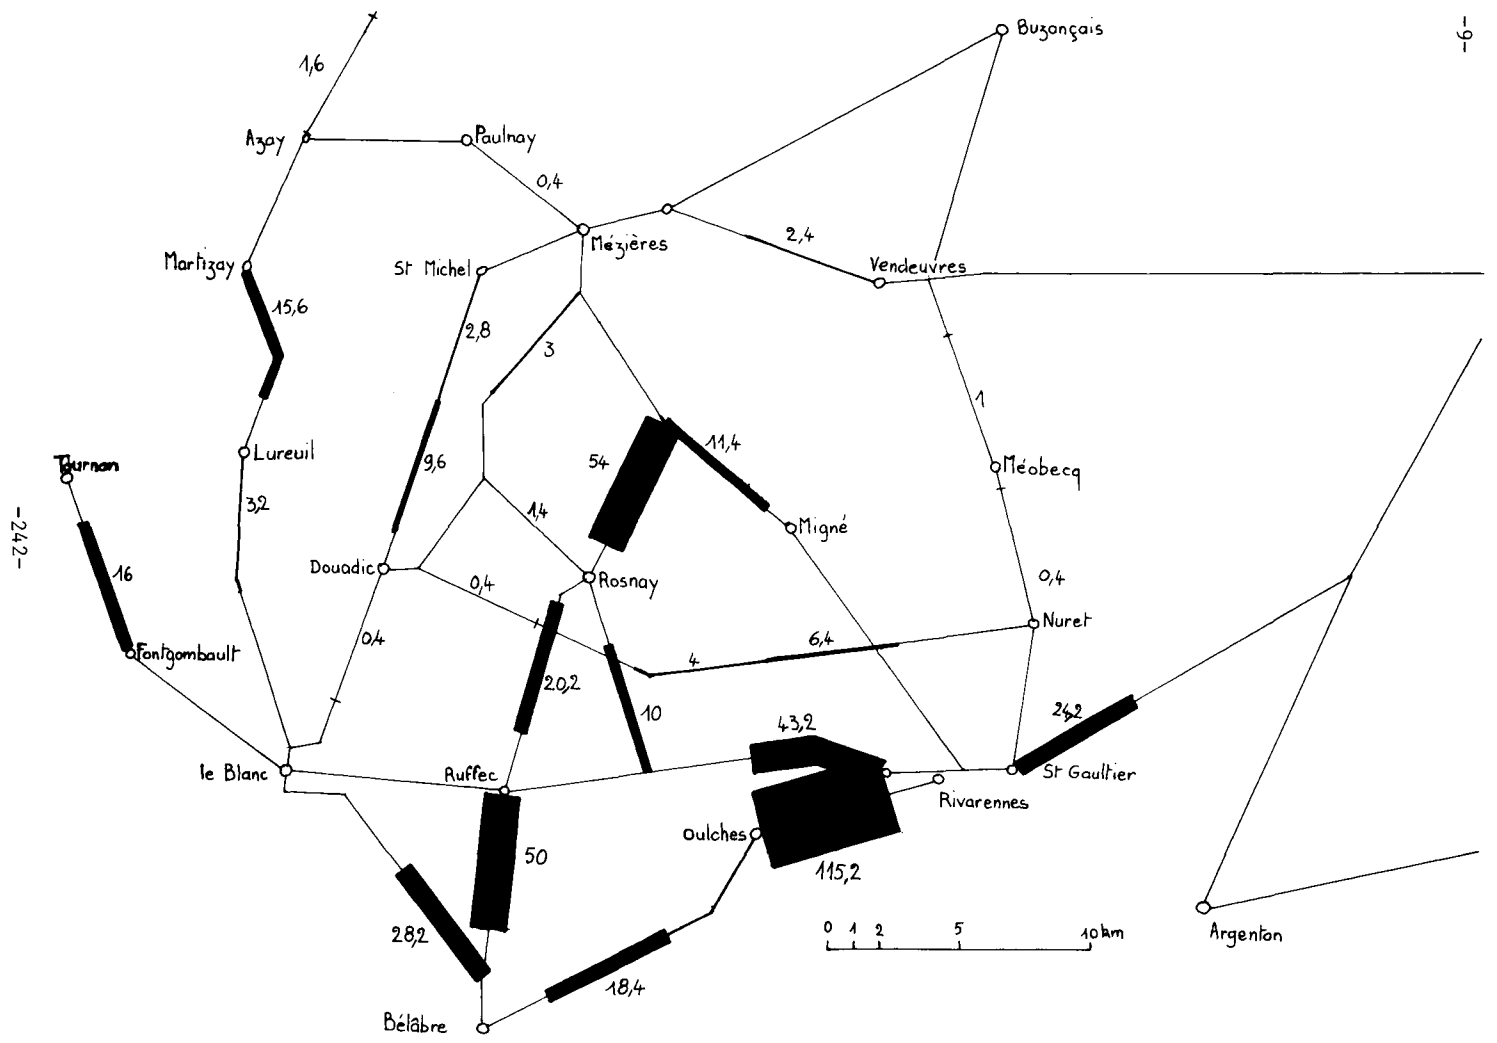 Buzançais
-9-
1,6
Azay
Paulnay
0,4
Mézières
2,4
Vendeuvres
Martizay
St Michel
15,6
2,8
3
1
Lureuil
9,6
54
11,4
Méobecq
Tournon
3,2
1,4
Migné
-242-
16
Douadic
0,4
Rosnay
0,4
Nuret
Fontgombault
0,4
4
6,4
20,2
10
43,2
24,2
le Blanc
Ruffec
St Gaultier
Rivarennes
Oulches
50
115,2
28,2
0 1 2 5 10 km
Argenton
18,4
Bélâbre